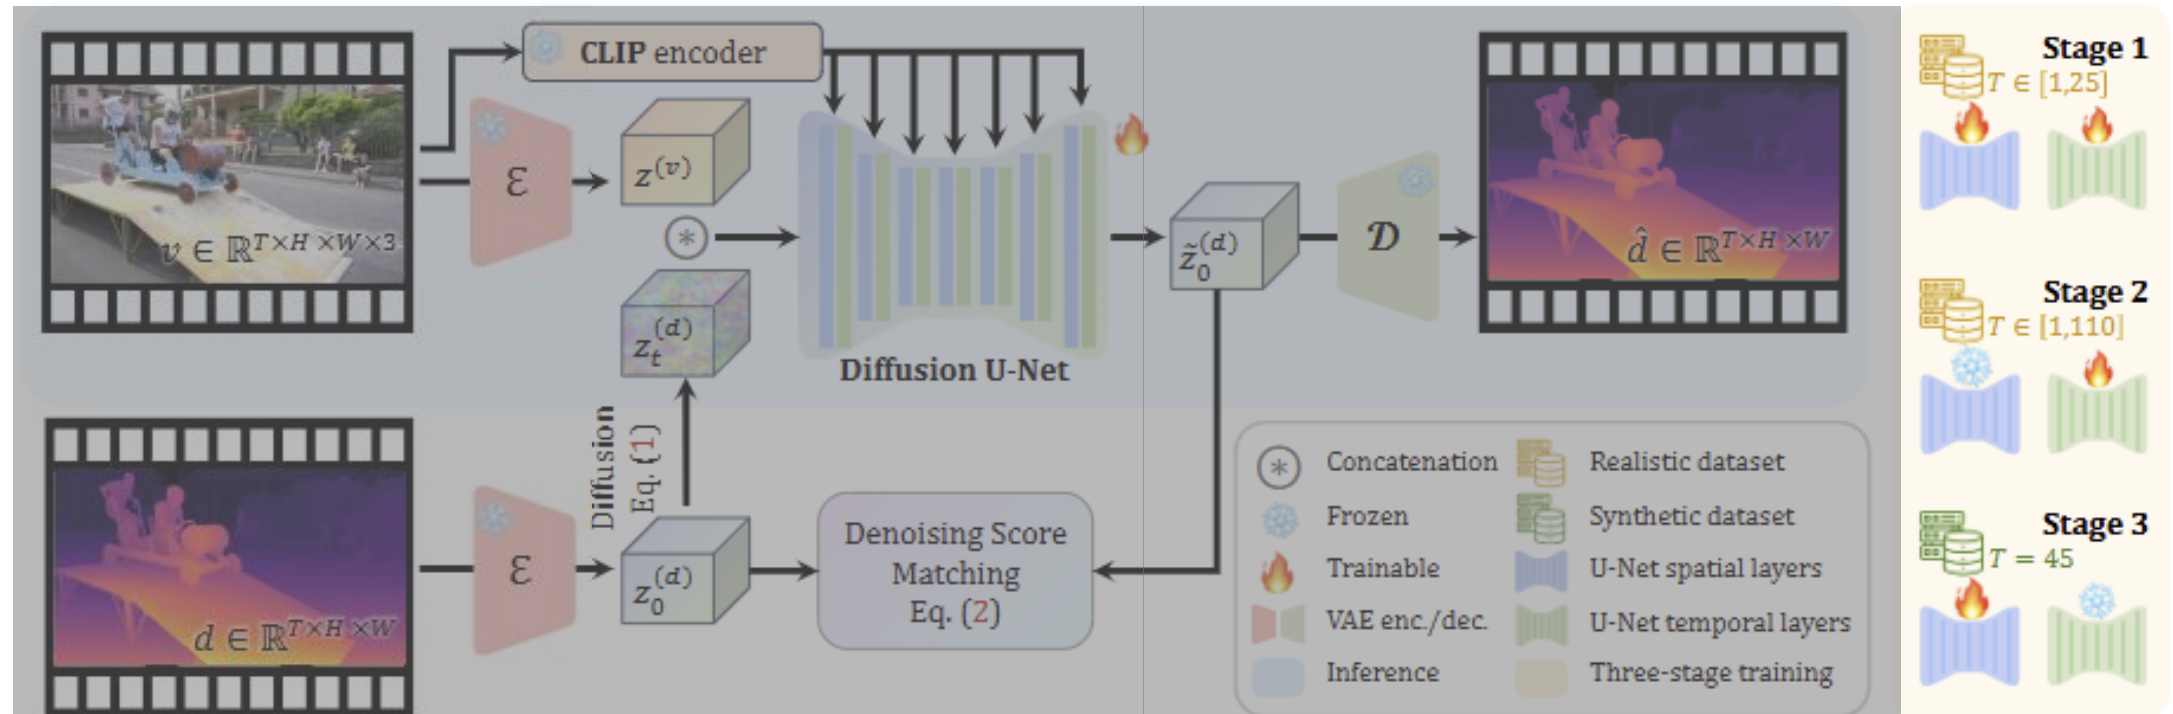 CLIP encoder
ℰ
z^{(v)}
v ∈ ℝ^{T×H×W×3}
*
z_t^{(d)}
Diffusion U-Net
z̃_0^{(d)}
𝒟
d̂ ∈ ℝ^{T×H×W}
Diffusion
Eq. (1)
d ∈ ℝ^{T×H×W}
ℰ
z_0^{(d)}
Denoising Score
Matching
Eq. (2)
* Concatenation
Frozen
Trainable
VAE enc./dec.
Inference
Realistic dataset
Synthetic dataset
U-Net spatial layers
U-Net temporal layers
Three-stage training
Stage 1
T ∈ [1,25]
Stage 2
T ∈ [1,110]
Stage 3
T = 45